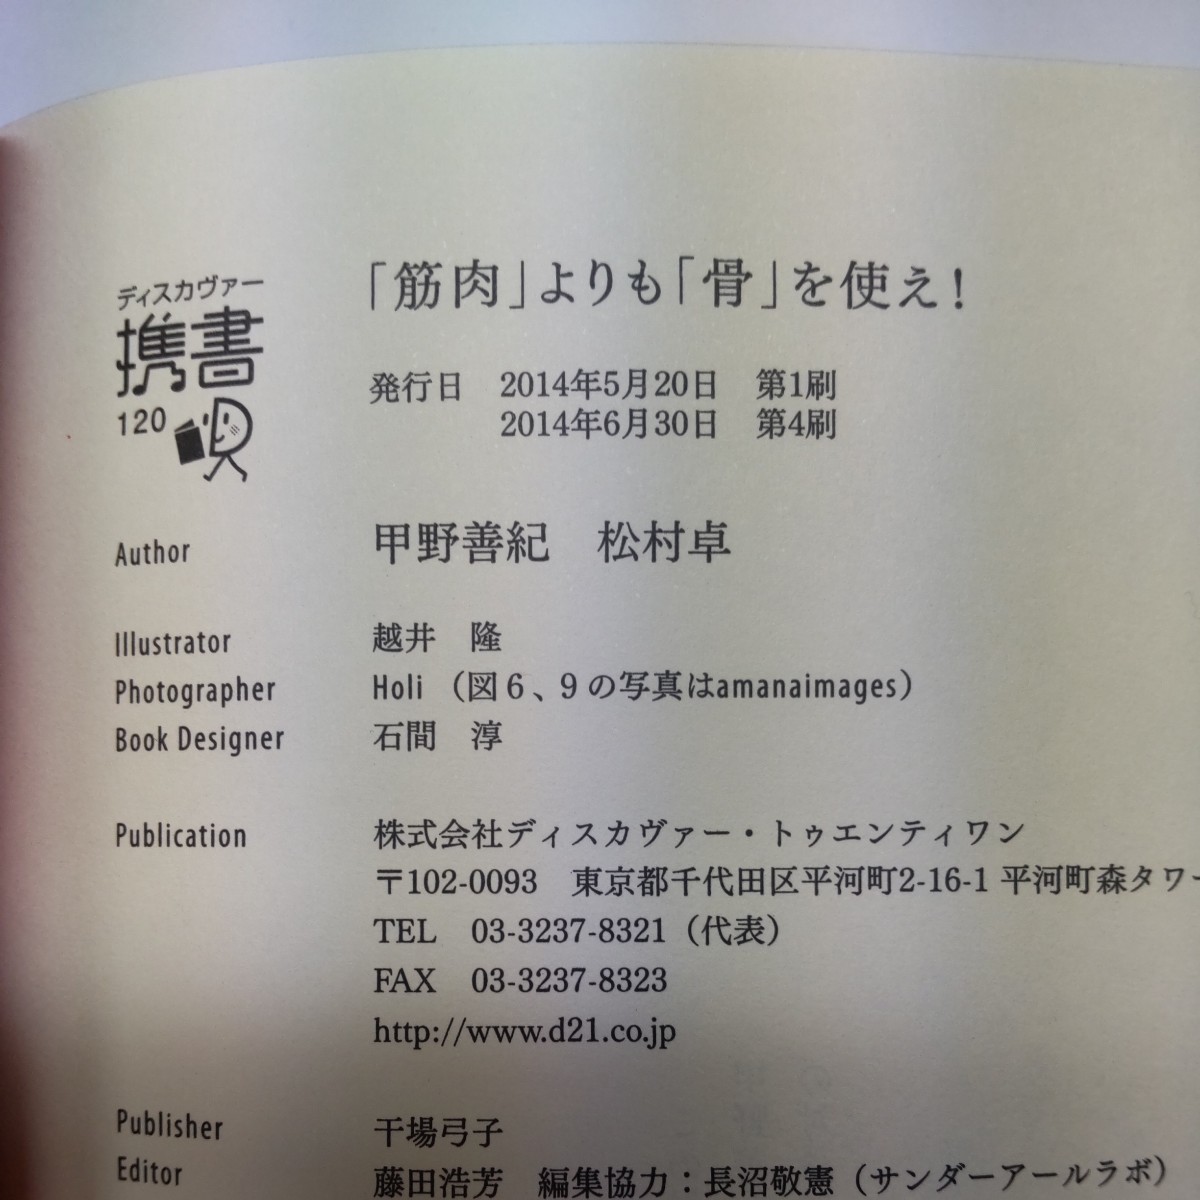 ディスカヴァー
携書
120
「筋肉」よりも「骨」を使え!
発行日 2014年5月20日 第1刷
2014年6月30日 第4刷
Author 甲野善紀 松村卓
Illustrator 越井 隆
Photographer Holi （図６、９の写真はamanaimages）
Book Designer 石間 淳
Publication 株式会社ディスカヴァー・トゥエンティワン
〒102-0093 東京都千代田区平河町2-16-1 平河町森タワー
TEL 03-3237-8321（代表）
FAX 03-3237-8323
http://www.d21.co.jp
Publisher 干場弓子
Editor 藤田浩芳 編集協力：長沼敬憲（サンダーアールラボ）